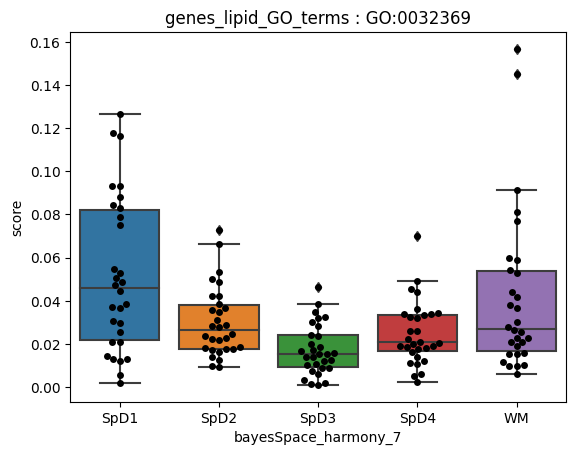 genes_lipid_GO_terms : GO:0032369
0.16
0.14
0.12
0.10
0.08
0.06
0.04
0.02
0.00
score
SpD1 SpD2 SpD3 SpD4 WM
bayesSpace_harmony_7